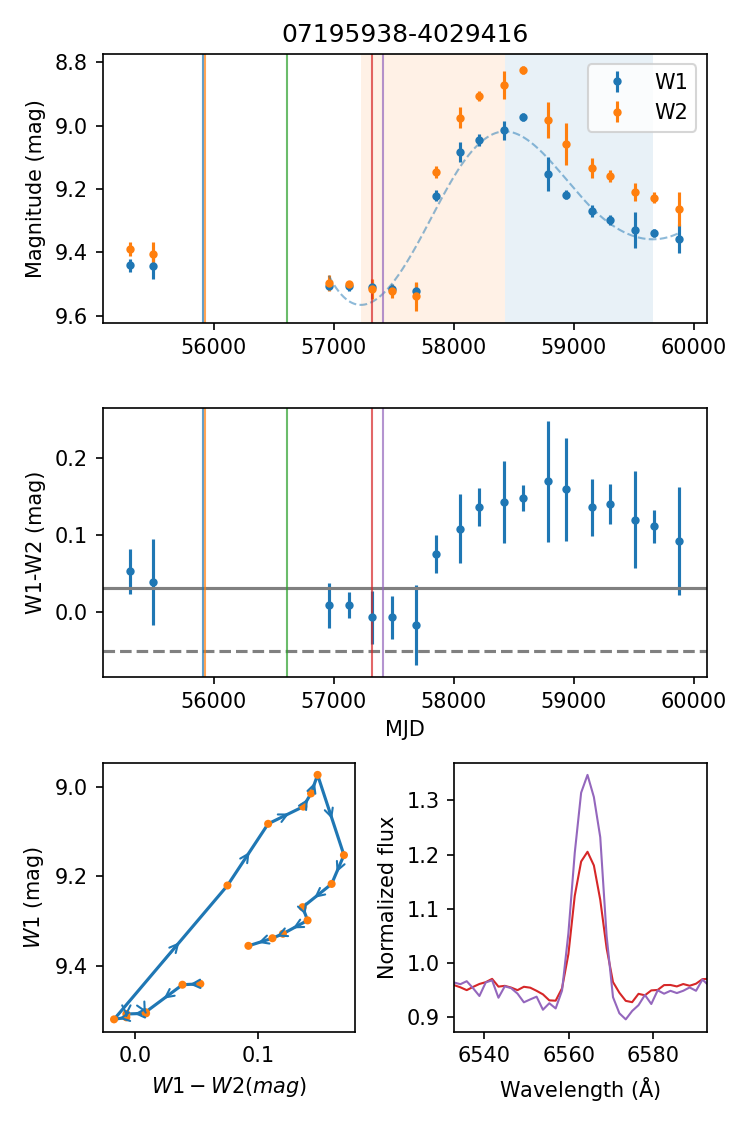 07195938-4029416
8.8
9.0
9.2
9.4
9.6
Magnitude (mag)
W1
W2
56000 57000 58000 59000 60000
0.2
0.1
0.0
W1-W2 (mag)
56000 57000 58000 59000 60000
MJD
9.0
9.2
9.4
W1 (mag)
0.0 0.1
W1 − W2(mag)
1.3
1.2
1.1
1.0
0.9
Normalized flux
6540 6560 6580
Wavelength (Å)